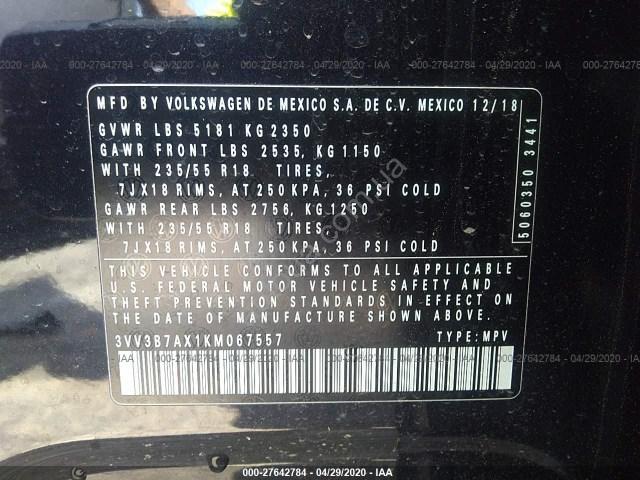 000-27642784 - 04/29/2020 - IAA
MFD BY VOLKSWAGEN DE MEXICO S.A. DE C.V. MEXICO 12/18
GVWR LBS 5181 KG 2350
GAWR FRONT LBS 2535, KG 1150
WITH 235/55 R18 TIRES,
7JX18 RIMS, AT 250 KPA, 36 PSI COLD
GAWR REAR LBS 2756, KG 1250
WITH 235/55 R18 TIRES,
7JX18 RIMS, AT 250 KPA, 36 PSI COLD
5060350 3441
THIS VEHICLE CONFORMS TO ALL APPLICABLE
U.S. FEDERAL MOTOR VEHICLE SAFETY AND
THEFT PREVENTION STANDARDS IN EFFECT ON
THE DATE OF MANUFACTURE SHOWN ABOVE.
3VV3B7AX1KM067557 TYPE: MPV
000-27642784 - 04/29/2020 - IAA